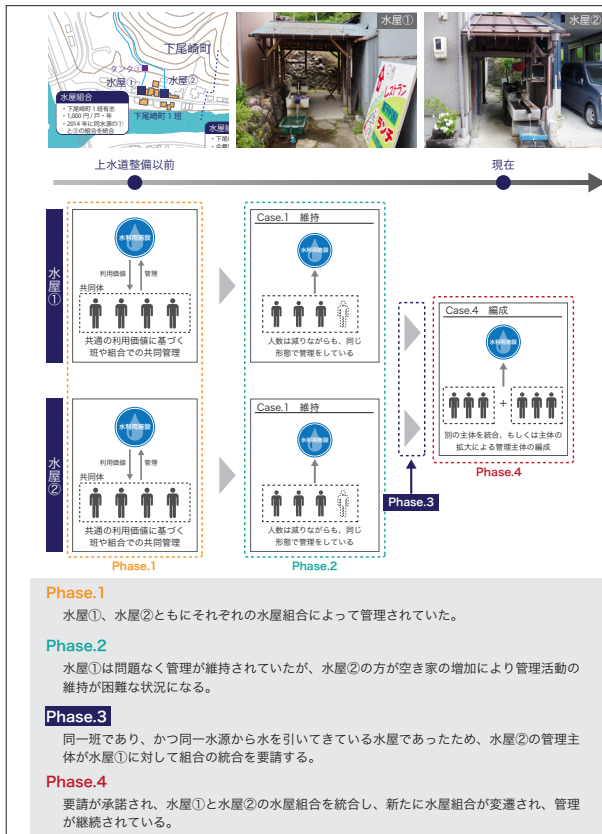 下尾崎町
タンク①
水屋①
水屋②
水屋組合
・下尾崎町1班有志
・1,000円/戸・年
・2014年に同水源の①
と②の組合を統合
下尾崎町1班
水屋①
レストラン
ランチ
水屋②
上水道整備以前
現在
水屋①
水利用施設
利用価値
管理
共同体
共通の利用価値に基づく
班や組合での共同管理
Case.1 維持
水利用施設
人数は減りながらも、同じ
形態で管理をしている
水屋②
水利用施設
利用価値
管理
共同体
共通の利用価値に基づく
班や組合での共同管理
Case.1 維持
水利用施設
人数は減りながらも、同じ
形態で管理をしている
Case.4 編成
水利用施設
+
別の主体を統合、もしくは主体の
拡大による管理主体の編成
Phase.1
Phase.2
Phase.3
Phase.4
Phase.1
水屋①、水屋②ともにそれぞれの水屋組合によって管理されていた。
Phase.2
水屋①は問題なく管理が維持されていたが、水屋②の方が空き家の増加により管理活動の
維持が困難な状況になる。
Phase.3
同一班であり、かつ同一水源から水を引いてきている水屋であったため、水屋②の管理主
体が水屋①に対して組合の統合を要請する。
Phase.4
要請が承諾され、水屋①と水屋②の水屋組合を統合し、新たに水屋組合が変遷され、管理
が継続されている。